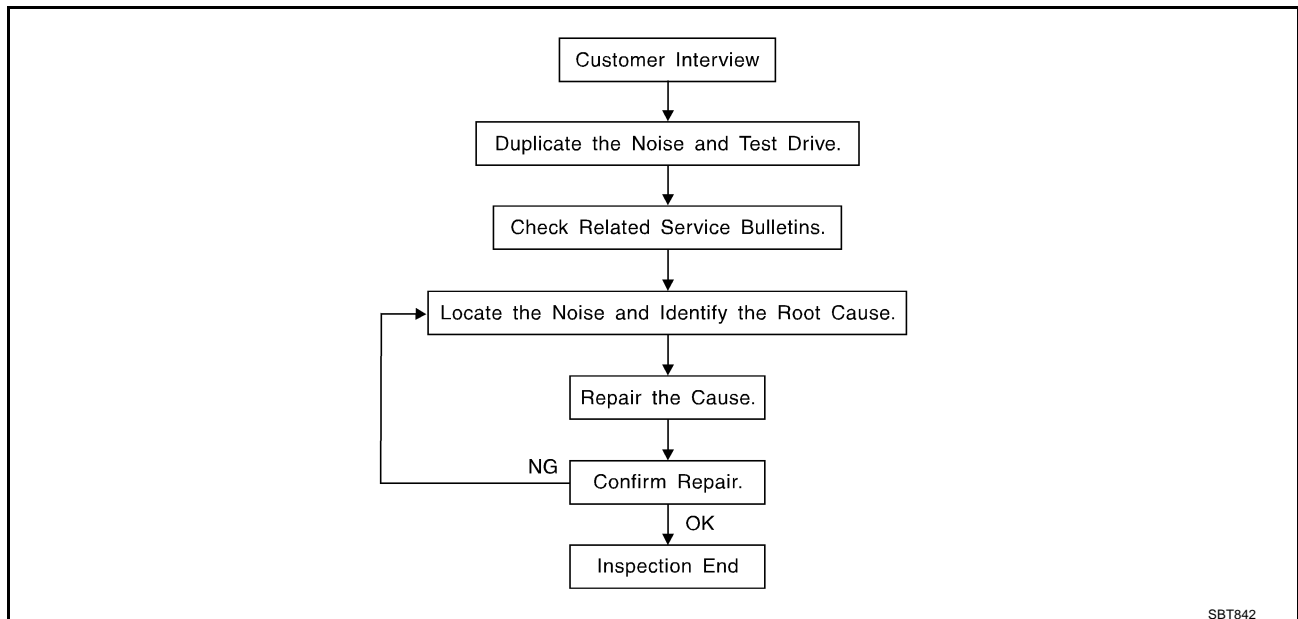 Customer Interview
Duplicate the Noise and Test Drive.
Check Related Service Bulletins.
Locate the Noise and Identify the Root Cause.
Repair the Cause.
NG
Confirm Repair.
OK
Inspection End
SBT842